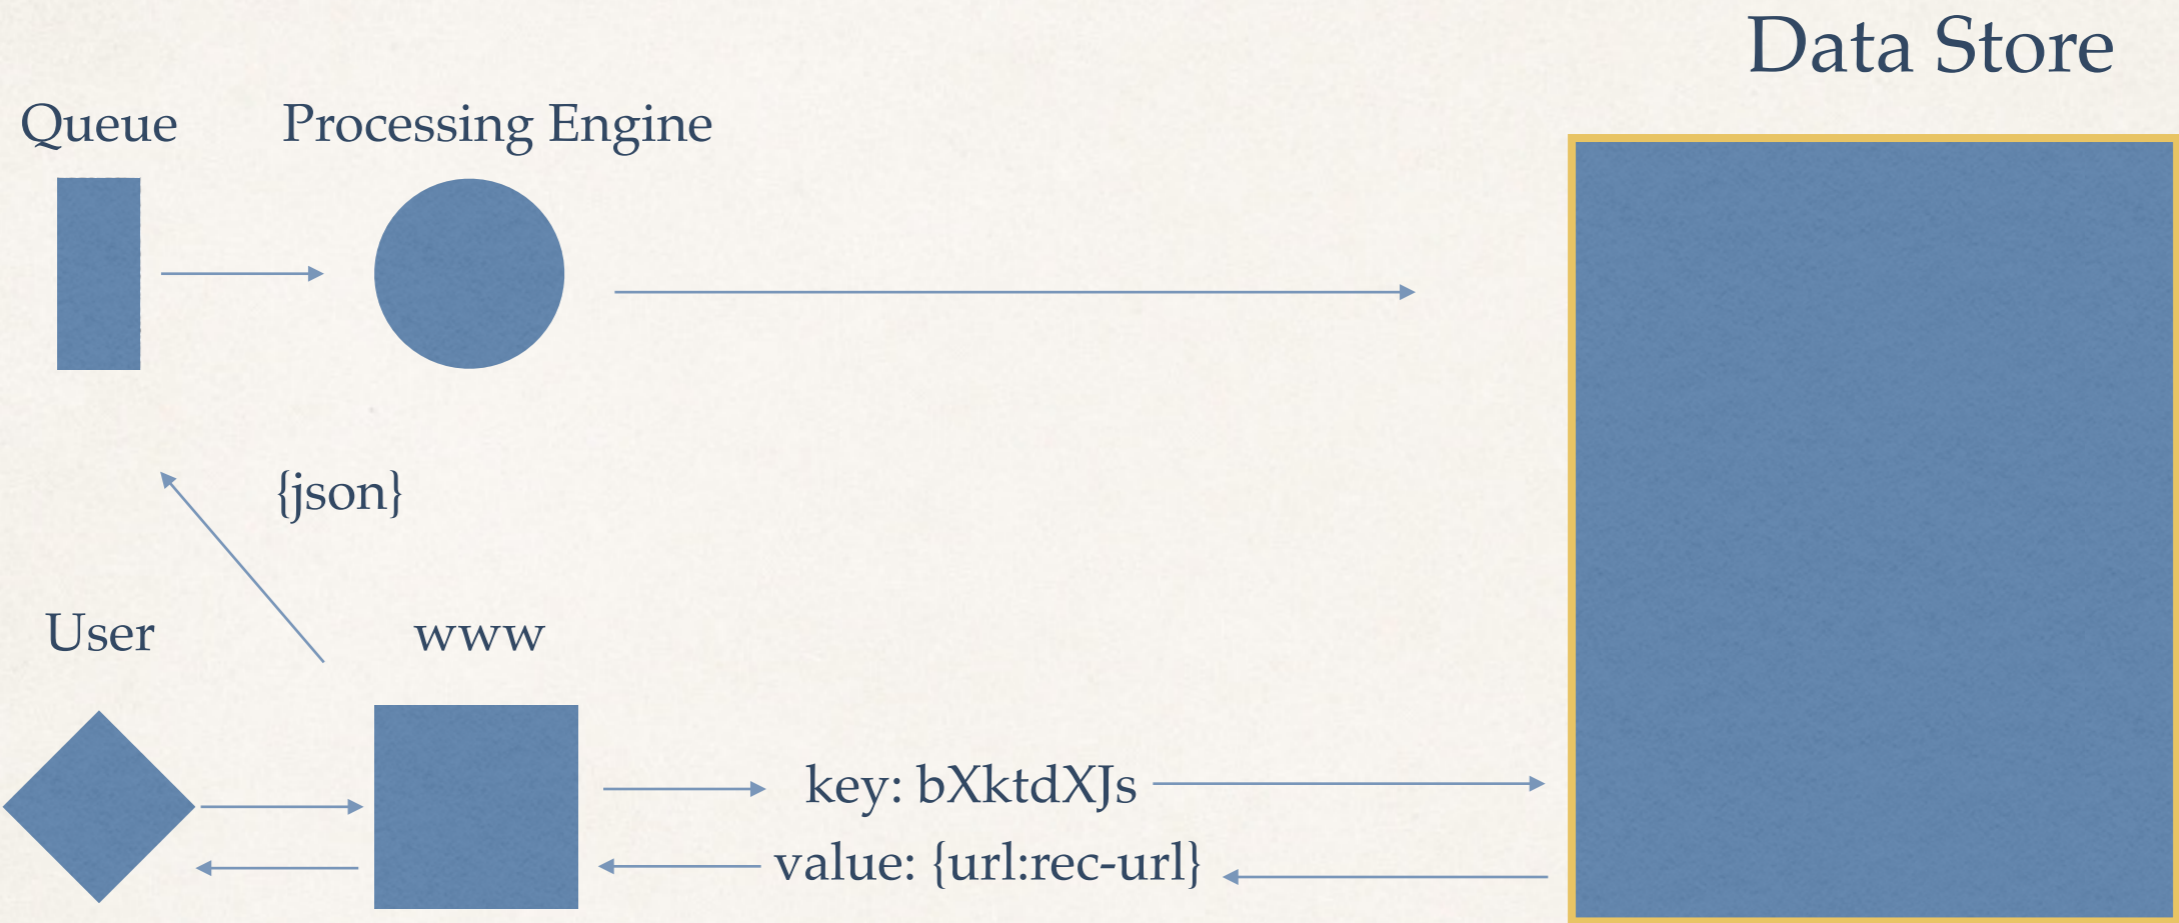 Data Store
Queue
Processing Engine
{json}
User
www
key: bXktdXJs
value: {url:rec-url}